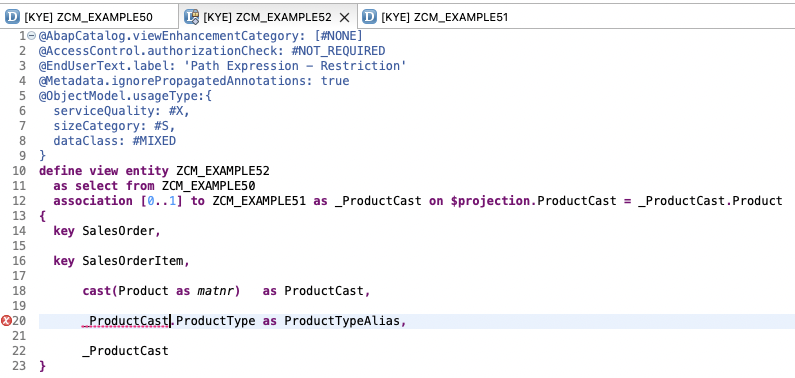 [KYE] ZCM_EXAMPLE50 [KYE] ZCM_EXAMPLE52 [KYE] ZCM_EXAMPLE51
1 @AbapCatalog.viewEnhancementCategory: [#NONE]
2 @AccessControl.authorizationCheck: #NOT_REQUIRED
3 @EndUserText.label: 'Path Expression – Restriction'
4 @Metadata.ignorePropagatedAnnotations: true
5 @ObjectModel.usageType:{
6 serviceQuality: #X,
7 sizeCategory: #S,
8 dataClass: #MIXED
9 }
10 define view entity ZCM_EXAMPLE52
11 as select from ZCM_EXAMPLE50
12 association [0..1] to ZCM_EXAMPLE51 as _ProductCast on $projection.ProductCast = _ProductCast.Product
13 {
14 key SalesOrder,
15
16 key SalesOrderItem,
17
18 cast(Product as matnr) as ProductCast,
19
20 _ProductCast.ProductType as ProductTypeAlias,
21
22 _ProductCast
23 }